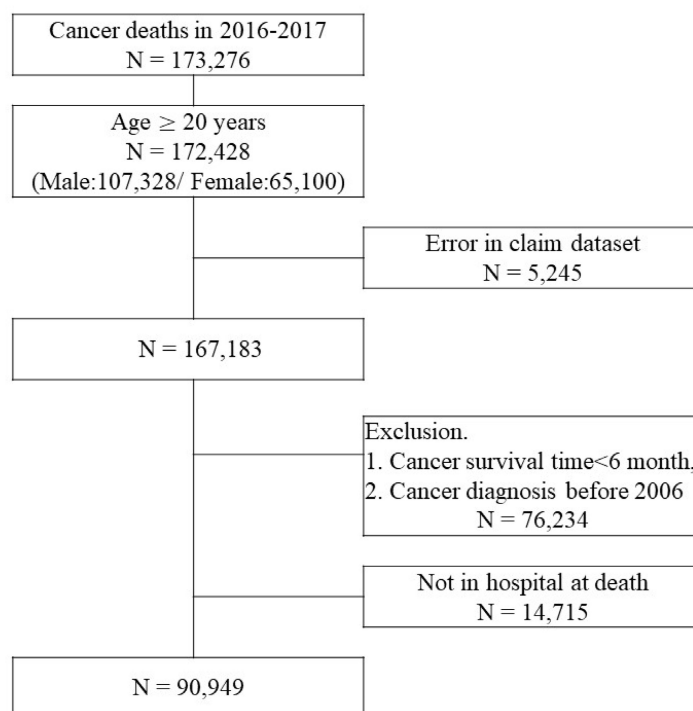 Cancer deaths in 2016-2017
N = 173,276
Age ≥ 20 years
N = 172,428
(Male:107,328/ Female:65,100)
Error in claim dataset
N = 5,245
N = 167,183
Exclusion.
1. Cancer survival time<6 month,
2. Cancer diagnosis before 2006
N = 76,234
Not in hospital at death
N = 14,715
N = 90,949